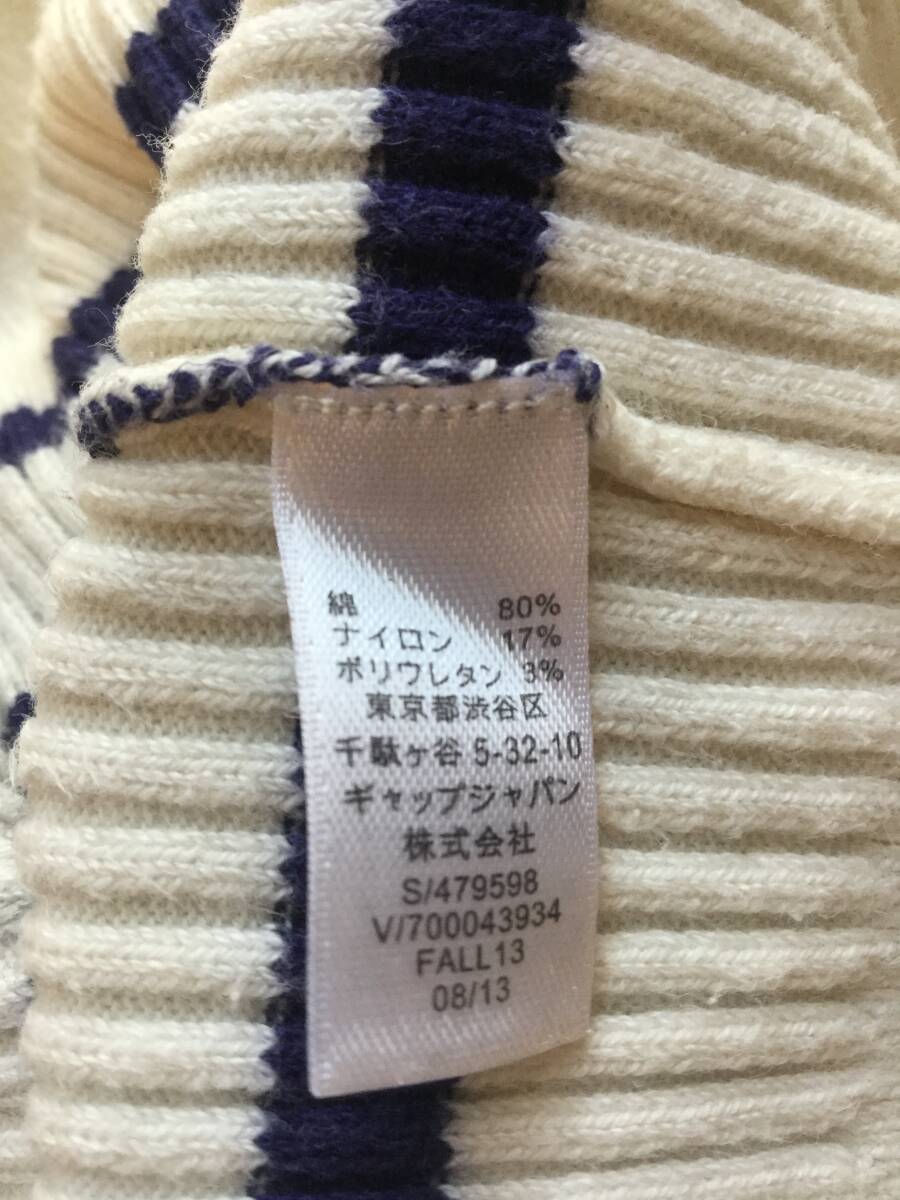 綿 80%
ナイロン 17%
ポリウレタン 3%
東京都渋谷区
千駄ヶ谷 5-32-10
ギャップジャパン
株式会社
S/479598
V/700043934
FALL13
08/13